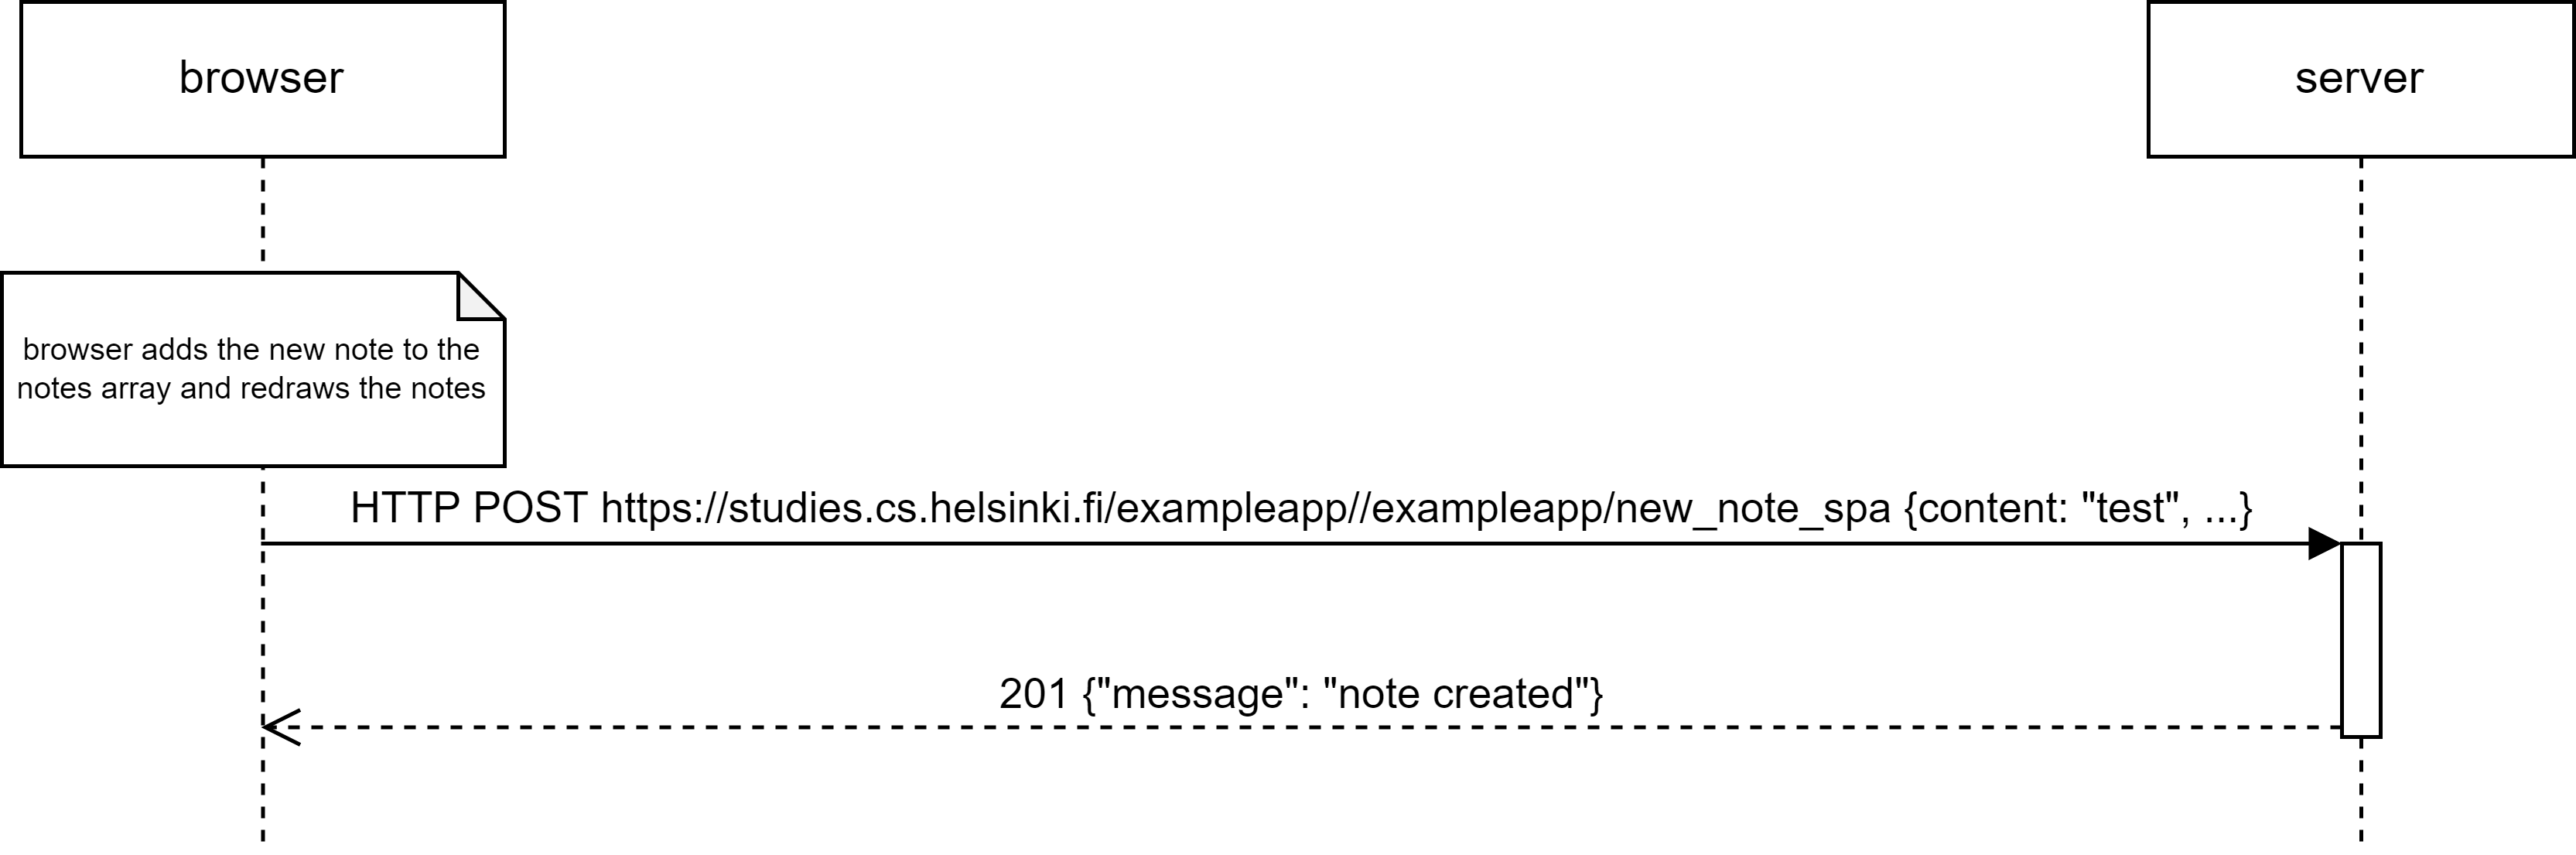 browser
server
browser adds the new note to the
notes array and redraws the notes
HTTP POST https://studies.cs.helsinki.fi/exampleapp//exampleapp/new_note_spa {content: "test", ...}
201 {"message": "note created"}